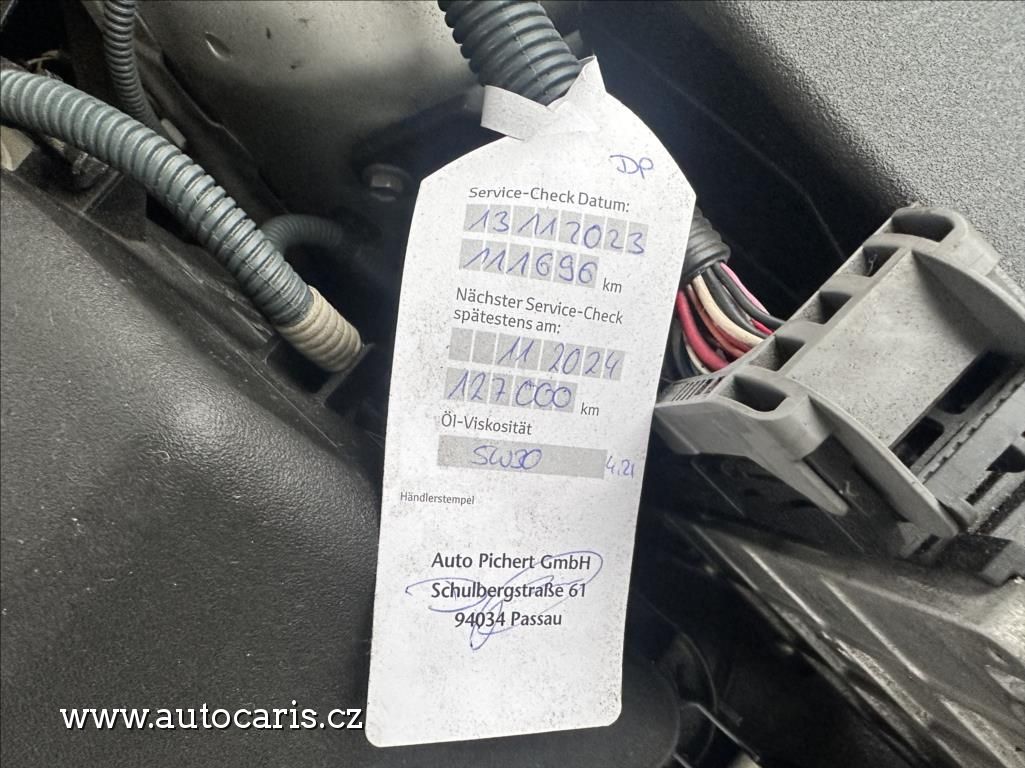 DP
Service-Check Datum:
13 11 2023
111696 km
Nächster Service-Check
spätestens am:
11 2024
127000 km
Öl-Viskosität
5W30 4.2l
Händlerstempel
Auto Pichert GmbH
Schulbergstraße 61
94034 Passau
www.autocaris.cz